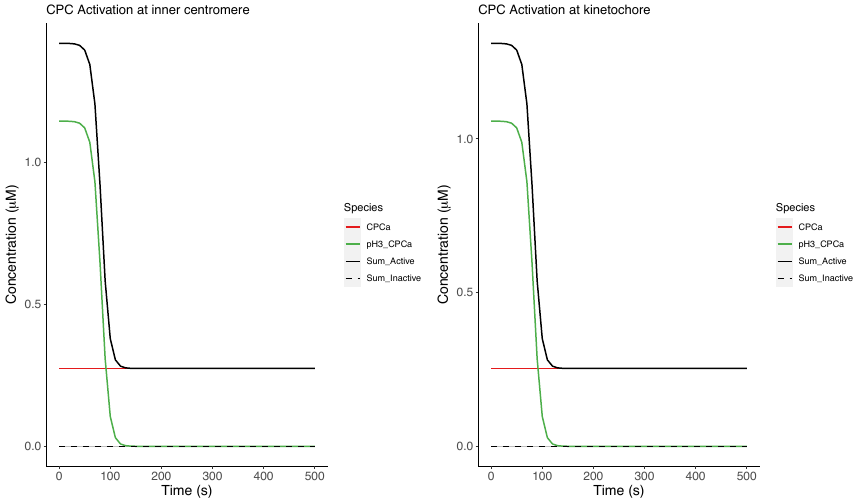 CPC Activation at inner centromere
Concentration (μM)
1.0
0.5
0.0
0 100 200 300 400 500
Time (s)
Species
CPCa
pH3_CPCa
Sum_Active
Sum_Inactive
CPC Activation at kinetochore
Concentration (μM)
1.0
0.5
0.0
0 100 200 300 400 500
Time (s)
Species
CPCa
pH3_CPCa
Sum_Active
Sum_Inactive